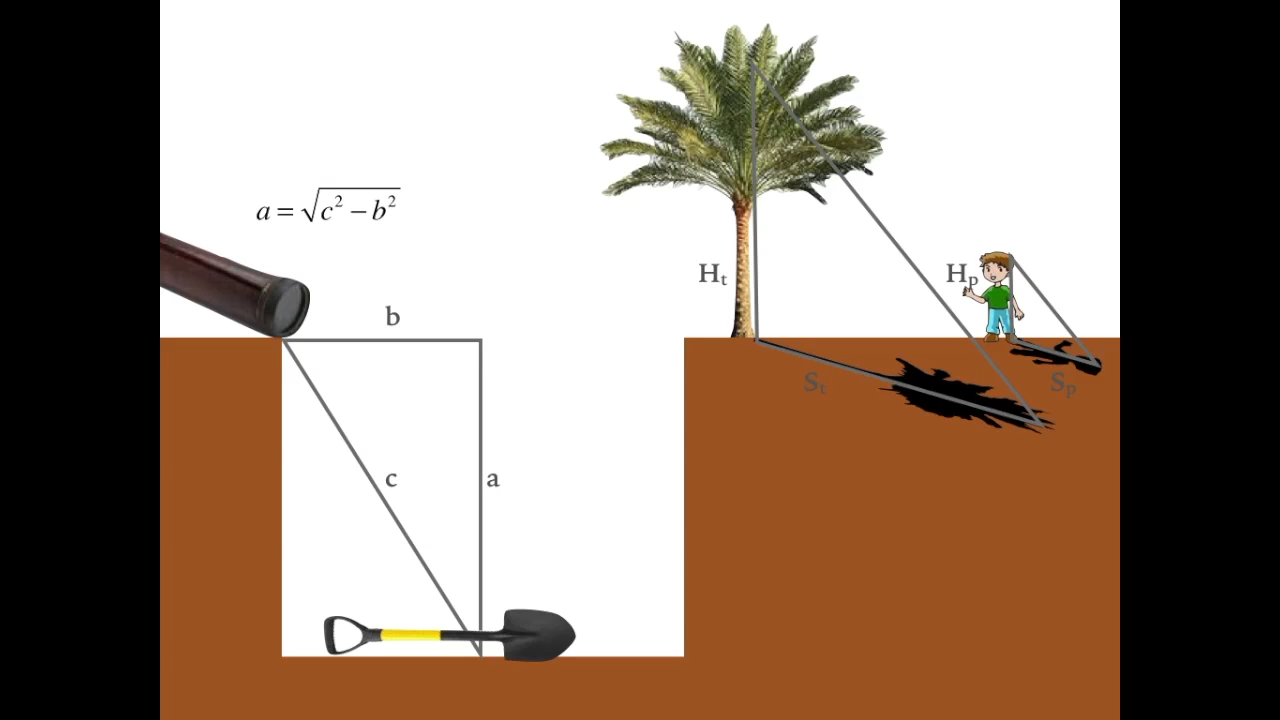 a = √c² − b²
b
c
a
Hₜ
Hₚ
Sₜ
Sₚ